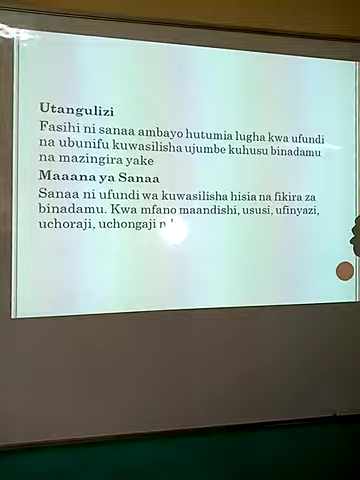 Utangulizi
Fasihi ni sanaa ambayo hutumia lugha kwa ufundi
na ubunifu kuwasilisha ujumbe kuhusu binadamu
na mazingira yake
Maaana ya Sanaa
Sanaa ni ufundi wa kuwasilisha hisia na fikira za
binadamu. Kwa mfano maandishi, ususi, ufinyazi,
uchoraji, uchongaji